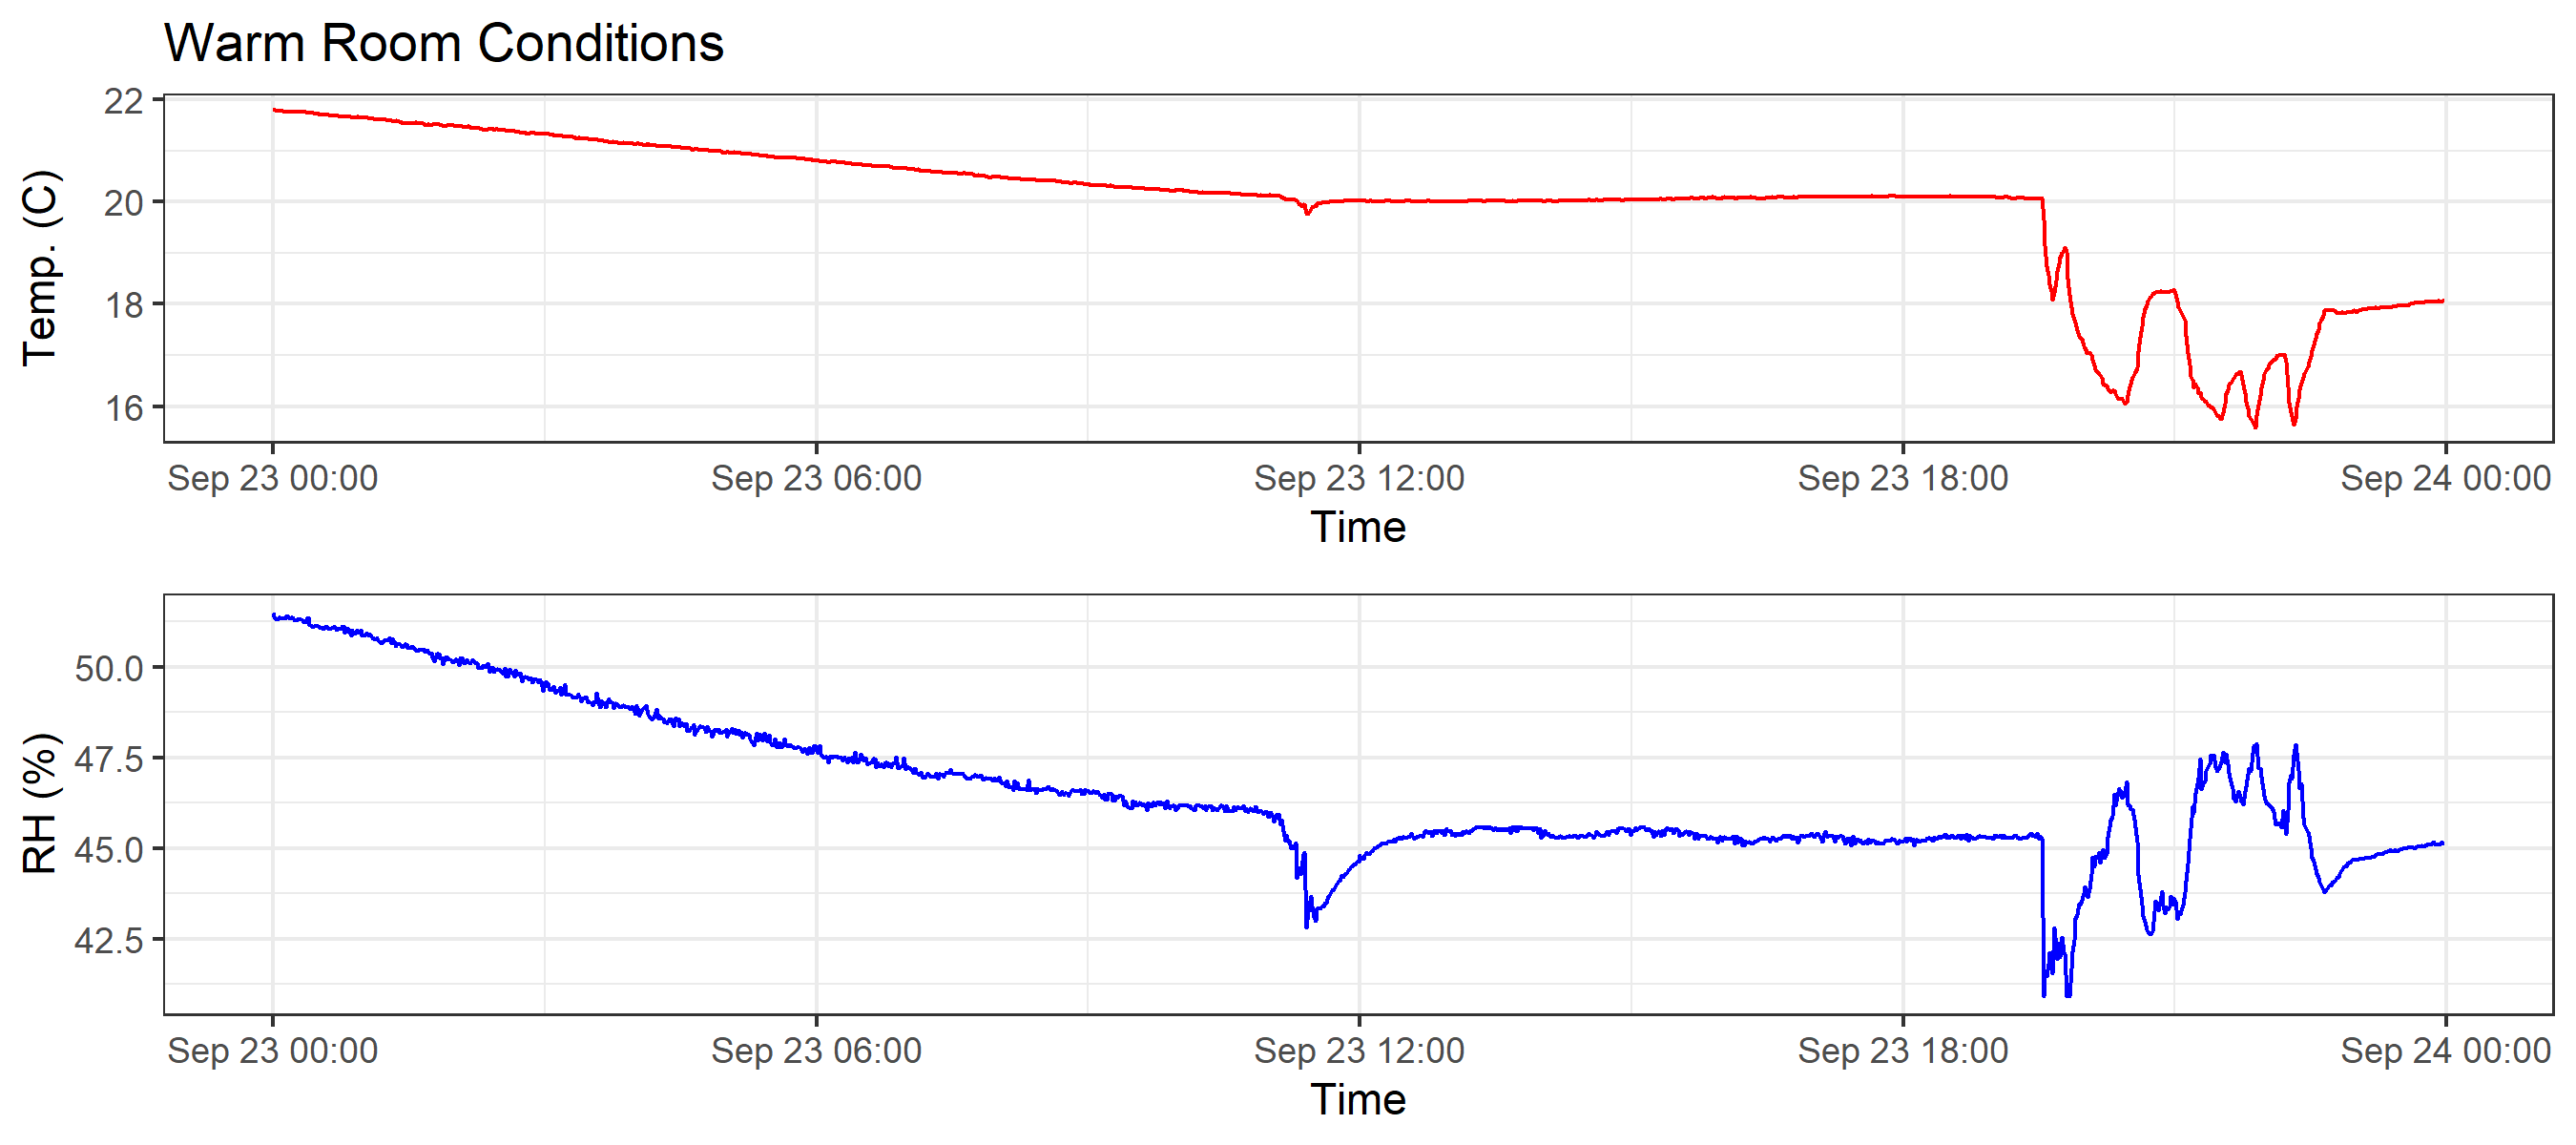 Warm Room Conditions
22
20
18
16
Temp. (C)
Sep 23 00:00 Sep 23 06:00 Sep 23 12:00 Sep 23 18:00 Sep 24 00:00
Time
50.0
47.5
45.0
42.5
RH (%)
Sep 23 00:00 Sep 23 06:00 Sep 23 12:00 Sep 23 18:00 Sep 24 00:00
Time